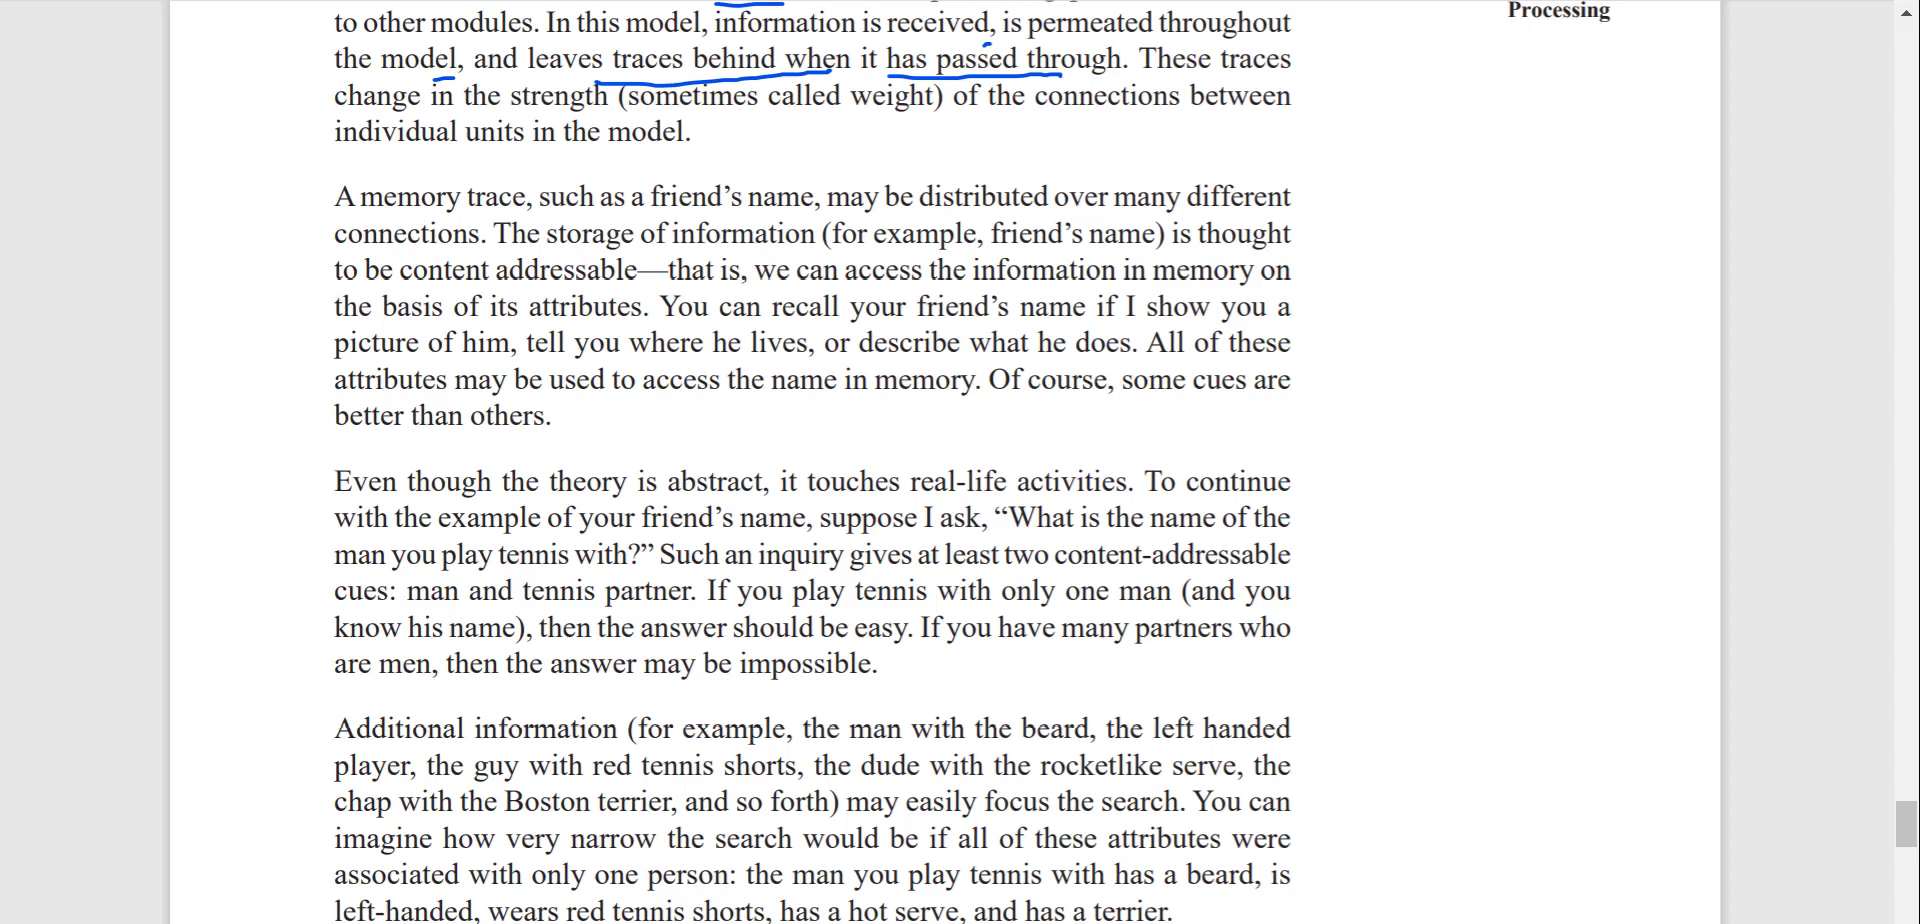 to other modules. In this model, information is received, is permeated throughout
Processing
the model, and leaves traces behind when it has passed through. These traces
change in the strength (sometimes called weight) of the connections between
individual units in the model.
A memory trace, such as a friend’s name, may be distributed over many different
connections. The storage of information (for example, friend’s name) is thought
to be content addressable—that is, we can access the information in memory on
the basis of its attributes. You can recall your friend’s name if I show you a
picture of him, tell you where he lives, or describe what he does. All of these
attributes may be used to access the name in memory. Of course, some cues are
better than others.
Even though the theory is abstract, it touches real-life activities. To continue
with the example of your friend’s name, suppose I ask, “What is the name of the
man you play tennis with?” Such an inquiry gives at least two content-addressable
cues: man and tennis partner. If you play tennis with only one man (and you
know his name), then the answer should be easy. If you have many partners who
are men, then the answer may be impossible.
Additional information (for example, the man with the beard, the left handed
player, the guy with red tennis shorts, the dude with the rocketlike serve, the
chap with the Boston terrier, and so forth) may easily focus the search. You can
imagine how very narrow the search would be if all of these attributes were
associated with only one person: the man you play tennis with has a beard, is
left-handed, wears red tennis shorts, has a hot serve, and has a terrier.